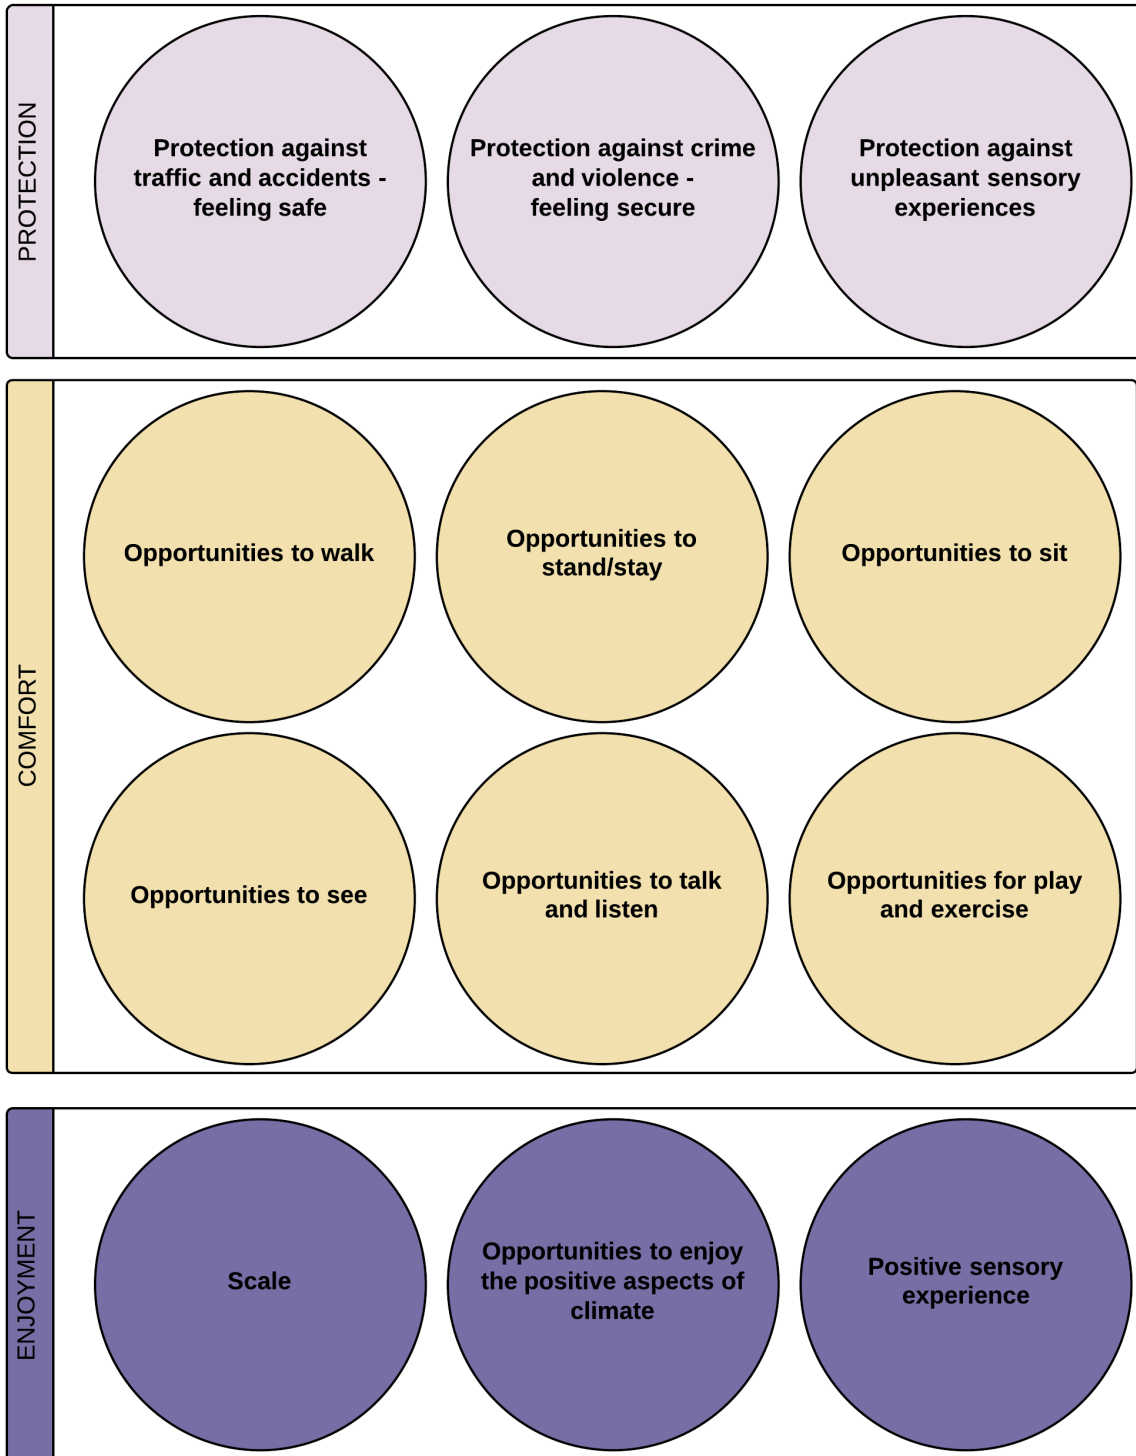 PROTECTION
Protection against
traffic and accidents -
feeling safe
Protection against crime
and violence -
feeling secure
Protection against
unpleasant sensory
experiences
COMFORT
Opportunities to walk
Opportunities to
stand/stay
Opportunities to sit
Opportunities to see
Opportunities to talk
and listen
Opportunities for play
and exercise
ENJOYMENT
Scale
Opportunities to enjoy
the positive aspects of
climate
Positive sensory
experience